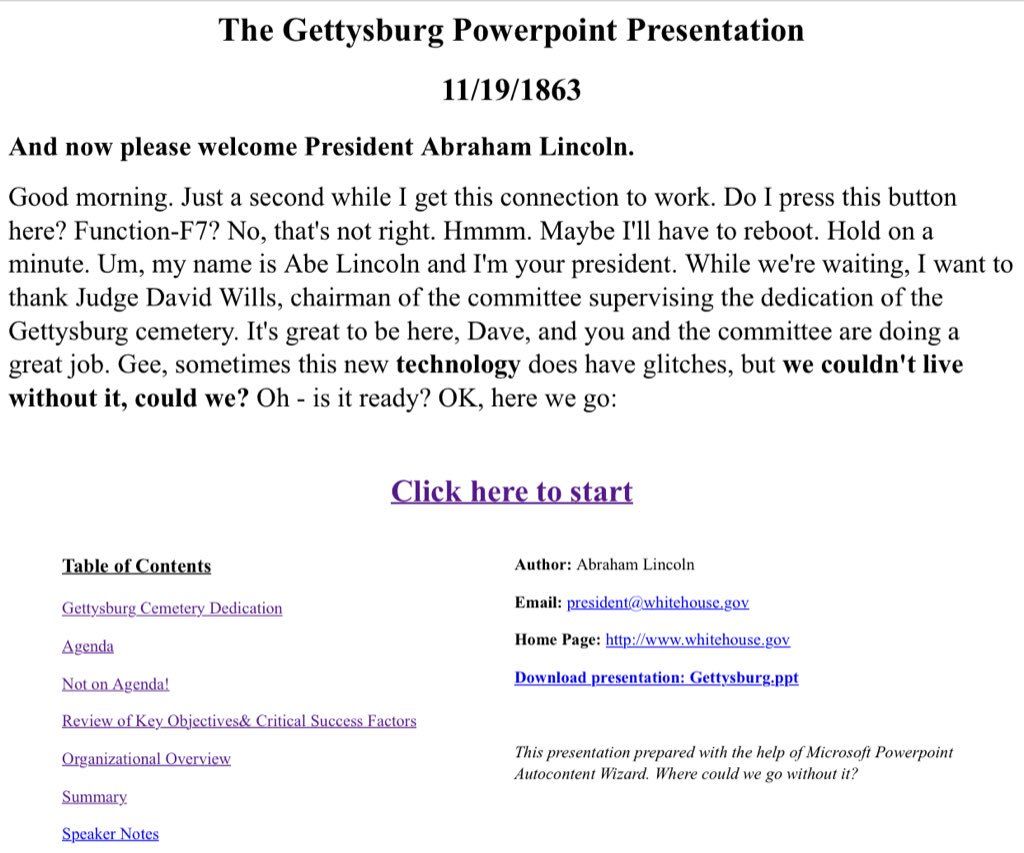 The Gettysburg Powerpoint Presentation
11/19/1863
And now please welcome President Abraham Lincoln.
Good morning. Just a second while I get this connection to work. Do I press this button
here? Function-F7? No, that's not right. Hmmm. Maybe I'll have to reboot. Hold on a
minute. Um, my name is Abe Lincoln and I'm your president. While we're waiting, I want to
thank Judge David Wills, chairman of the committee supervising the dedication of the
Gettysburg cemetery. It's great to be here, Dave, and you and the committee are doing a
great job. Gee, sometimes this new technology does have glitches, but we couldn't live
without it, could we? Oh - is it ready? OK, here we go:
Click here to start
Table of Contents
Gettysburg Cemetery Dedication
Agenda
Not on Agenda!
Review of Key Objectives& Critical Success Factors
Organizational Overview
Summary
Speaker Notes
Author: Abraham Lincoln
Email: president@whitehouse.gov
Home Page: http://www.whitehouse.gov
Download presentation: Gettysburg.ppt
This presentation prepared with the help of Microsoft Powerpoint
Autocontent Wizard. Where could we go without it?